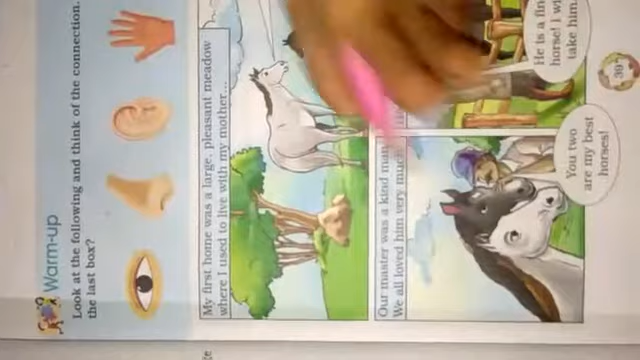 Warm-up
Look at the following and think of the connection.
the last box?
My first home was a large, pleasant meadow
where I used to live with my mother...
Our master was a kind man
We all loved him very much
He is a fin
horse! I wi
take him.
You two
are my best
horses!
39